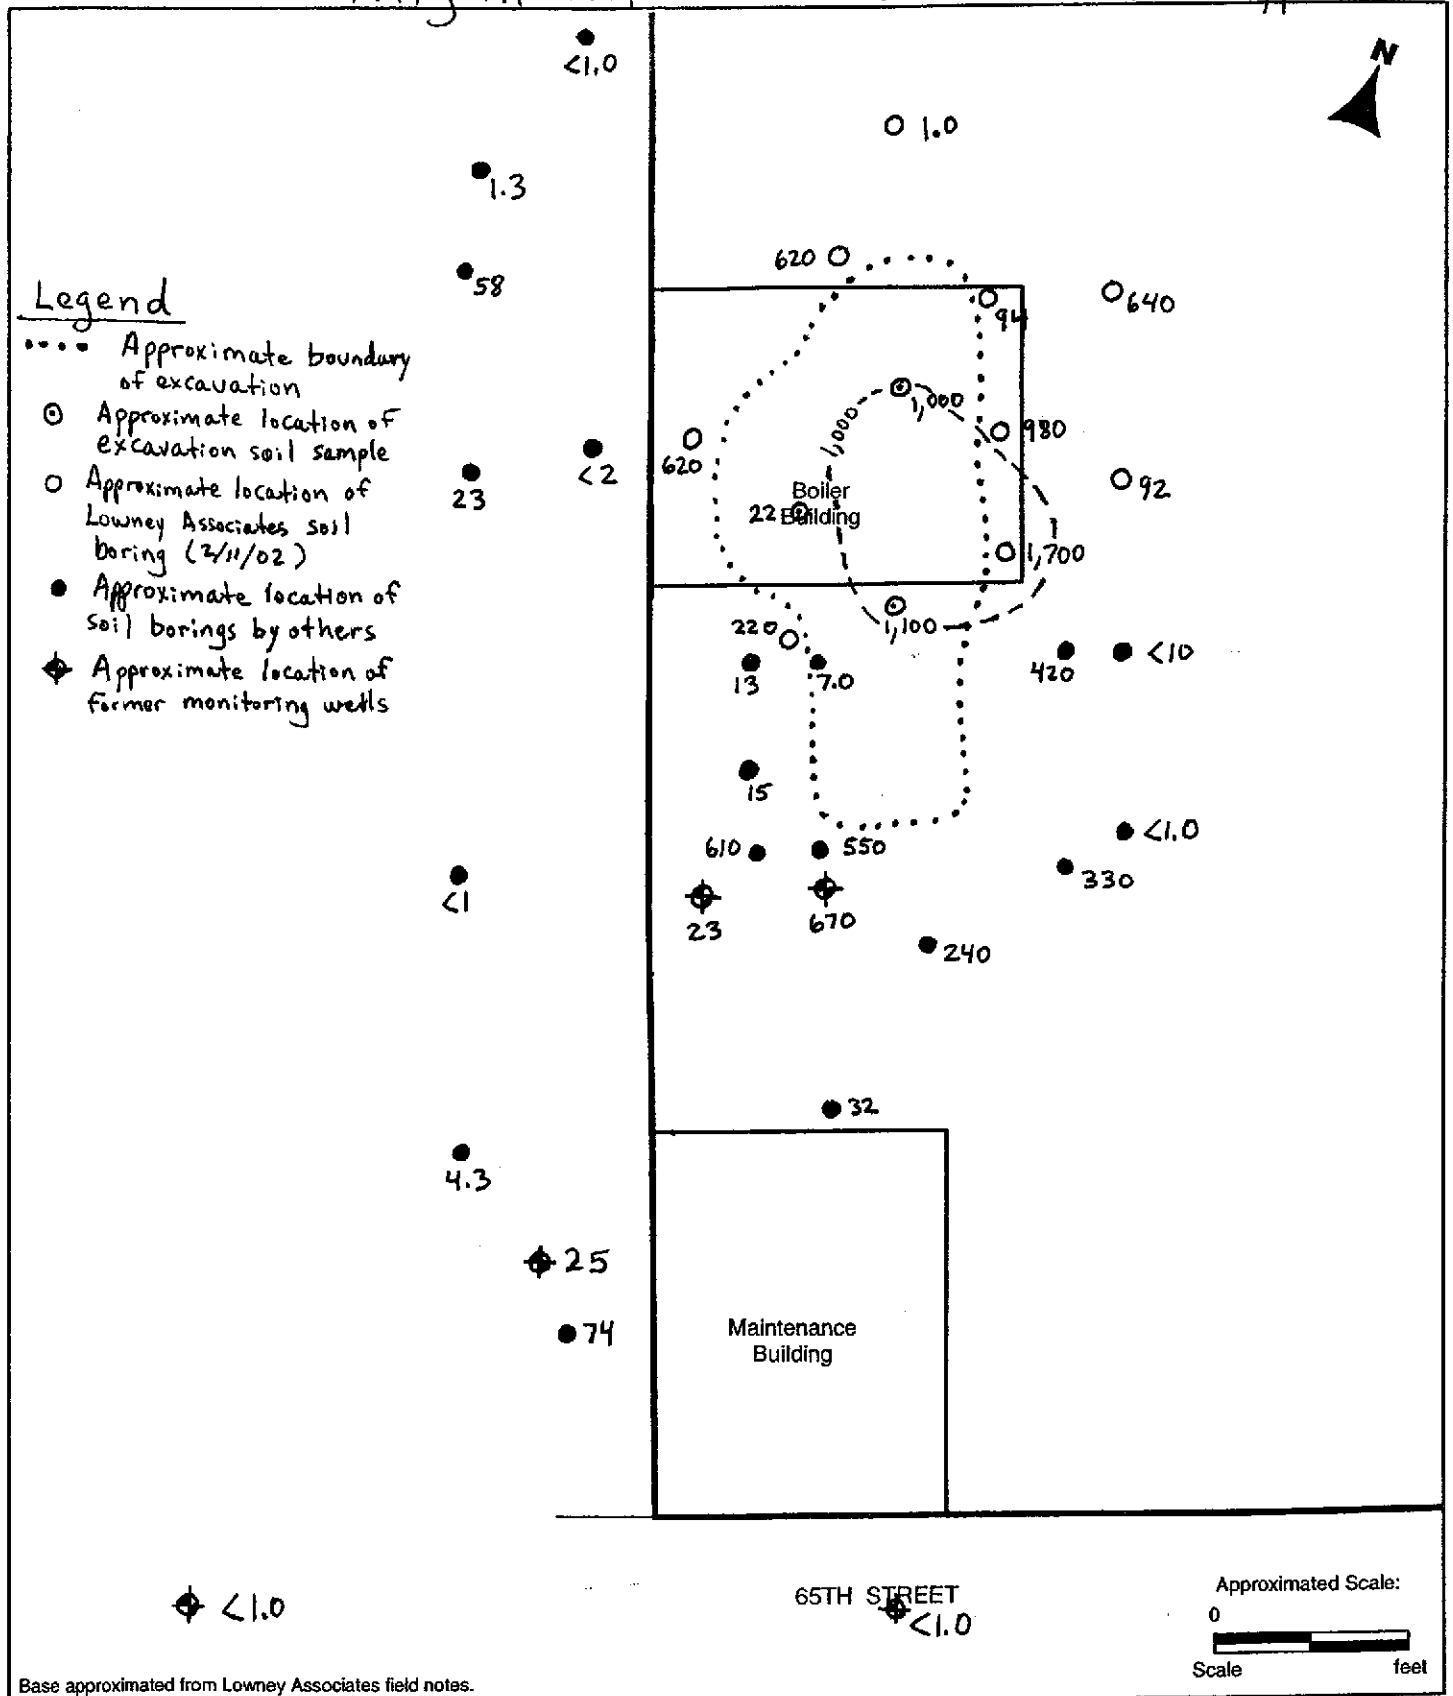 <1.0
N
1.0
1.3
620
58
640
94
Legend
Approximate boundary
of excavation
Approximate location of
excavation soil sample
Approximate location of
Lowney Associates soil
boring (2/11/02)
Approximate location of
soil borings by others
Approximate location of
former monitoring wells
1,000
1,000
980
620
<2
23
92
Boiler
Building
22
1,700
1,100
220
13
7.0
420
<10
15
<1.0
610
550
330
<1
23
670
240
32
4.3
25
74
Maintenance
Building
65TH STREET
<1.0
<1.0
Approximated Scale:
0
Scale feet
Base approximated from Lowney Associates field notes.